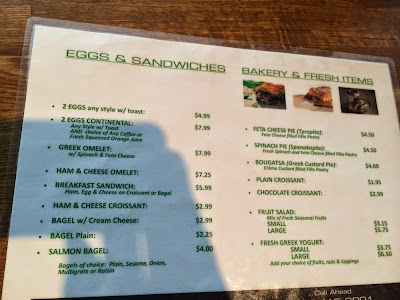 EGGS & SANDWICHES
2 EGGS any style w/ toast: $4.99
2 EGGS CONTINENTAL: $7.99
Any Style w/ Toast
AND choice of Any Coffee or
Fresh Squeezed Orange Juice
GREEK OMELET:
w/ Spinach & Feta Cheese $7.99
HAM & CHEESE OMELET: $7.25
BREAKFAST SANDWICH: $5.99
Ham, Egg & Cheese on Croissant or Bagel
HAM & CHEESE CROISSANT: $2.99
BAGEL w/ Cream Cheese: $2.99
BAGEL Plain: $2.25
SALMON BAGEL: $4.00
Bagels of choice: Plain, Sesame, Onion,
Multigrain or Raisin
BAKERY & FRESH ITEMS
FETA CHEESE PIE (Tyropita): $4.50
Feta Cheese filled Fillo Pastry
SPINACH PIE (Spanakopita): $4.50
Fresh Spinach and Feta Cheese filled Fillo Pastry
BOUGATSA (Greek Custard Pie): $4.60
Crème Custard filled Fillo Pastry
PLAIN CROISSANT: $1.95
CHOCOLATE CROISSANT: $2.99
FRUIT SALAD:
Mix of Fresh Seasonal Fruits
SMALL $3.15
LARGE $5.75
FRESH GREEK YOGURT:
SMALL $3.75
LARGE $6.50
Add your choice of fruits, nuts & toppings
Call Ahead